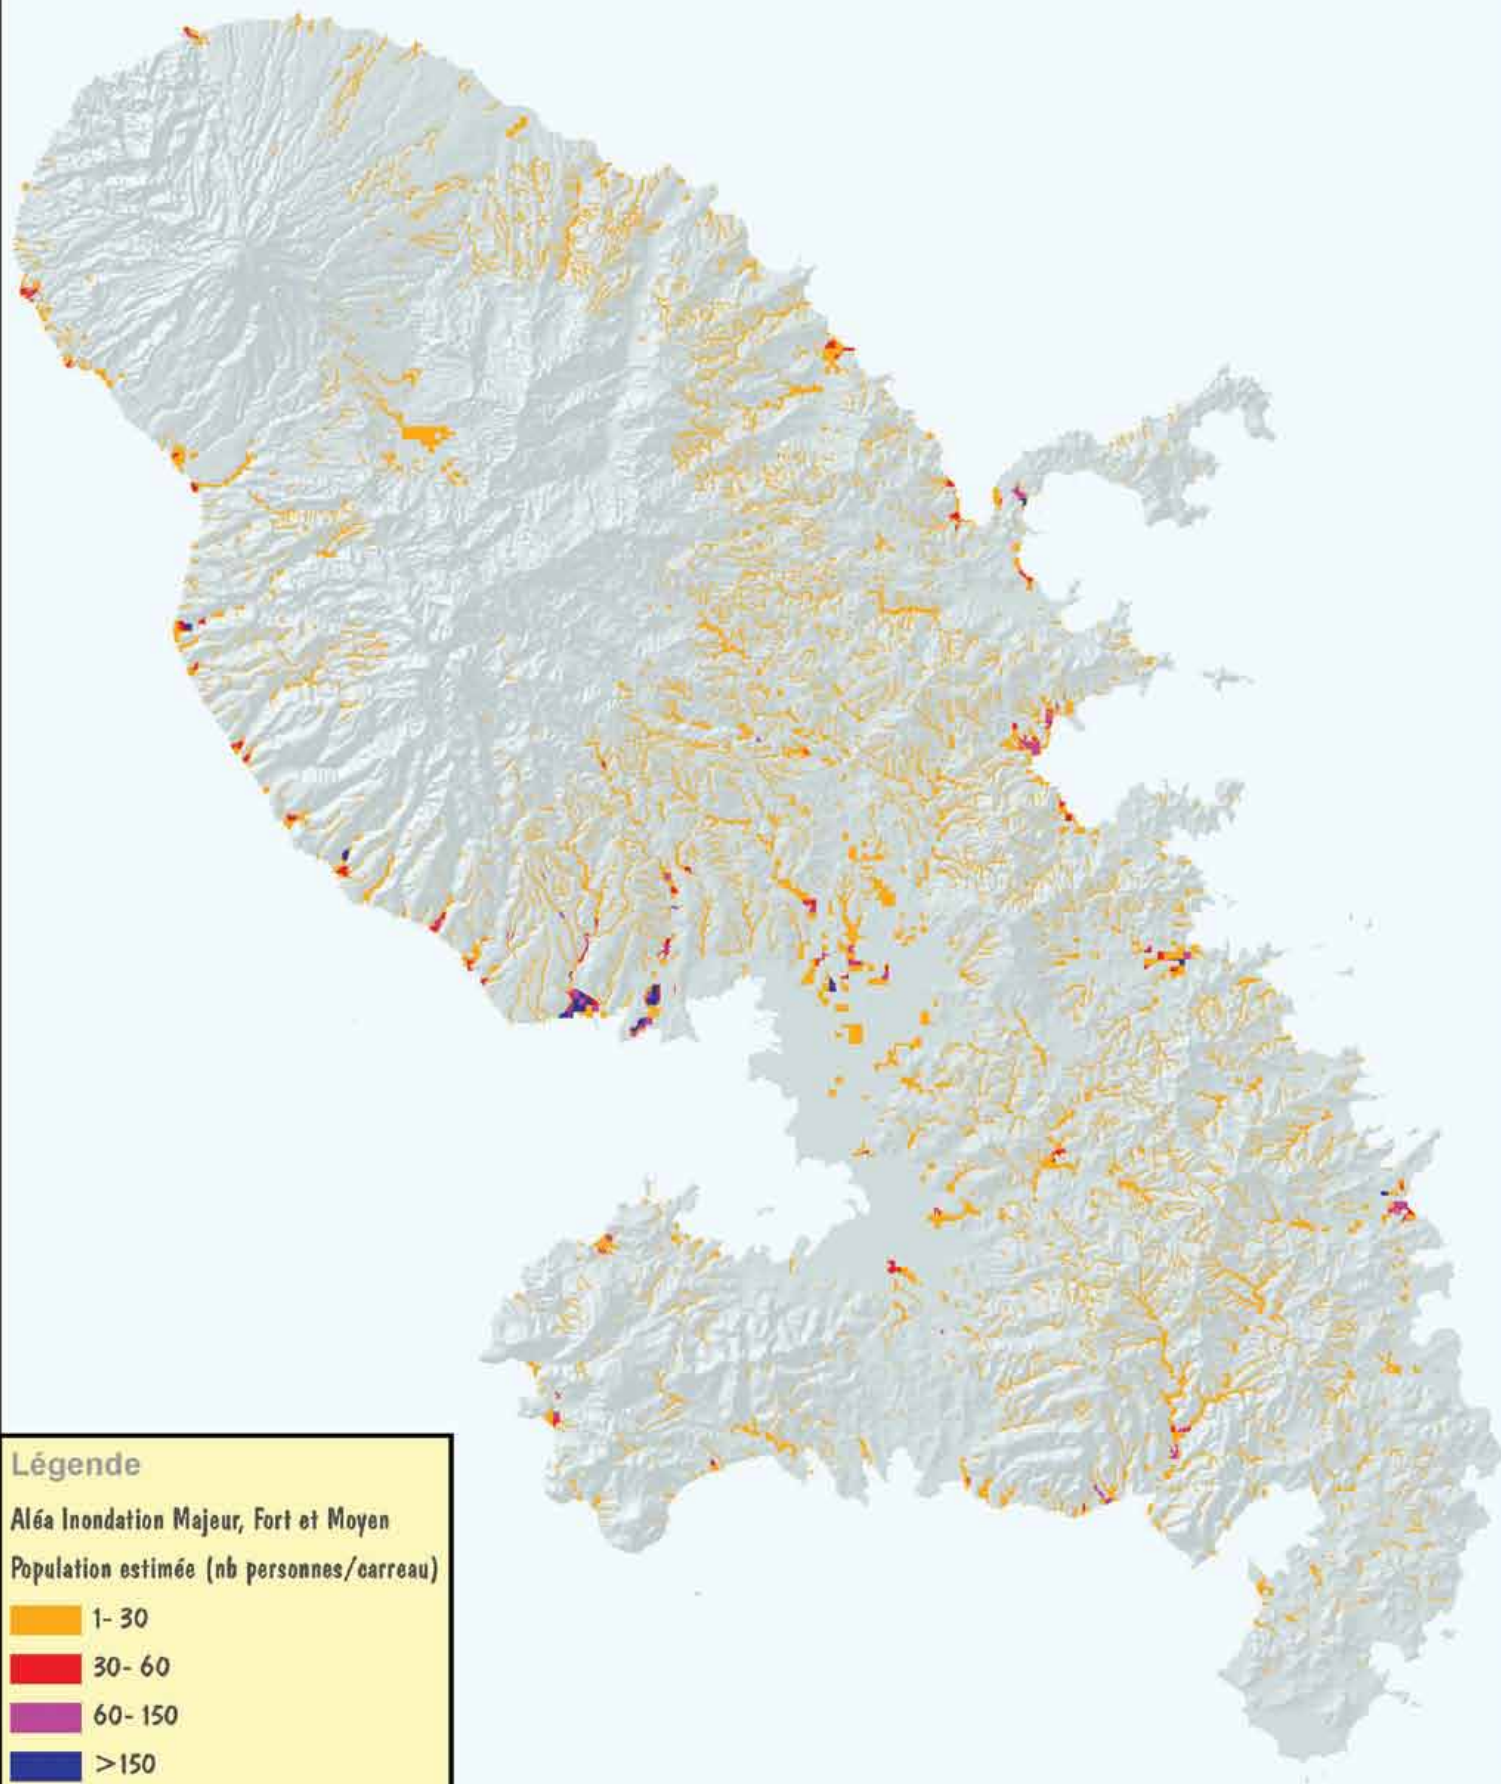 Légende
Aléa Inondation Majeur, Fort et Moyen
Population estimée (nb personnes/carreau)
1- 30
30- 60
60- 150
>150